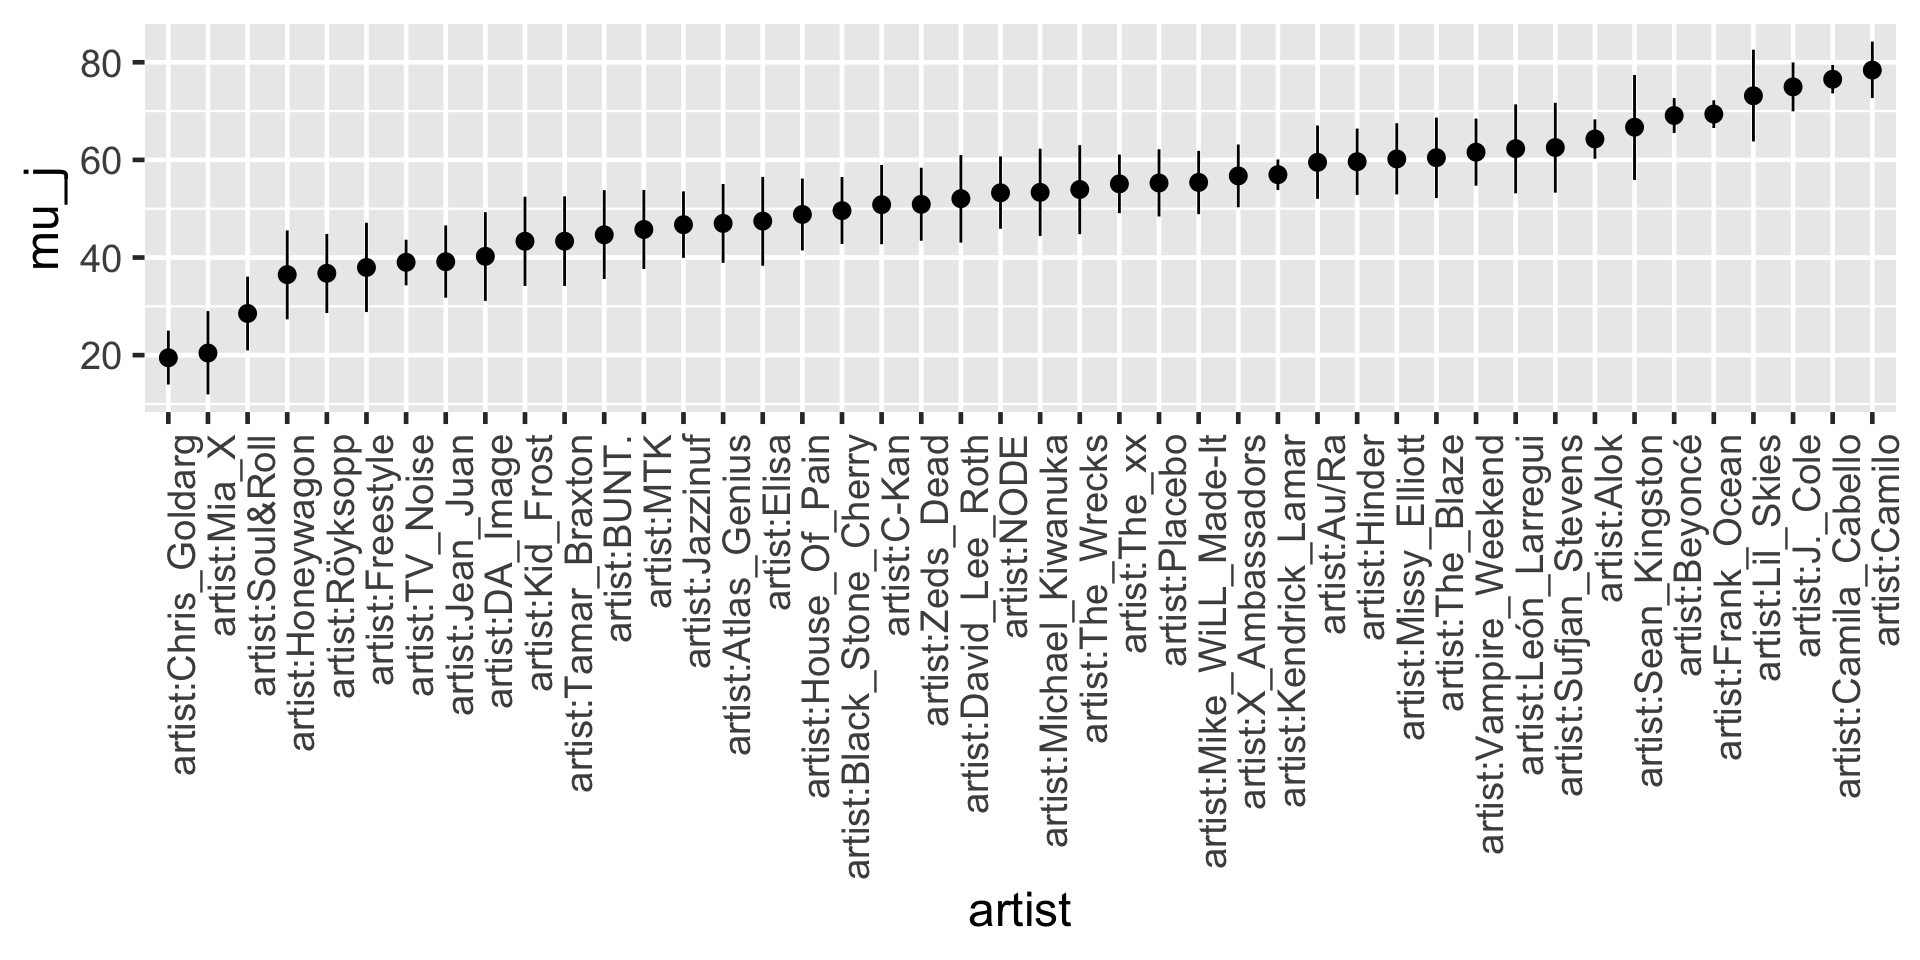 80
60
40
20
mu_j
artist:Chris_Goldarg
artist:Mia_X
artist:Soul&Roll
artist:Honeywagon
artist:Röyksopp
artist:Freestyle
artist:TV_Noise
artist:Jean_Juan
artist:DA_Image
artist:Kid_Frost
artist:Tamar_Braxton
artist:BUNT.
artist:MTK
artist:Jazzinuf
artist:Atlas_Genius
artist:Elisa
artist:House_Of_Pain
artist:Black_Stone_Cherry
artist:C-Kan
artist:Zeds_Dead
artist:David_Lee_Roth
artist:NODE
artist:Michael_Kiwanuka
artist:The_Wrecks
artist:The_xx
artist:Placebo
artist:Mike_WiLL_Made-It
artist:X_Ambassadors
artist:Kendrick_Lamar
artist:Au/Ra
artist:Hinder
artist:Missy_Elliott
artist:The_Blaze
artist:Vampire_Weekend
artist:León_Larregui
artist:Sufjan_Stevens
artist:Alok
artist:Sean_Kingston
artist:Beyoncé
artist:Frank_Ocean
artist:Lil_Skies
artist:J._Cole
artist:Camila_Cabello
artist:Camilo
artist